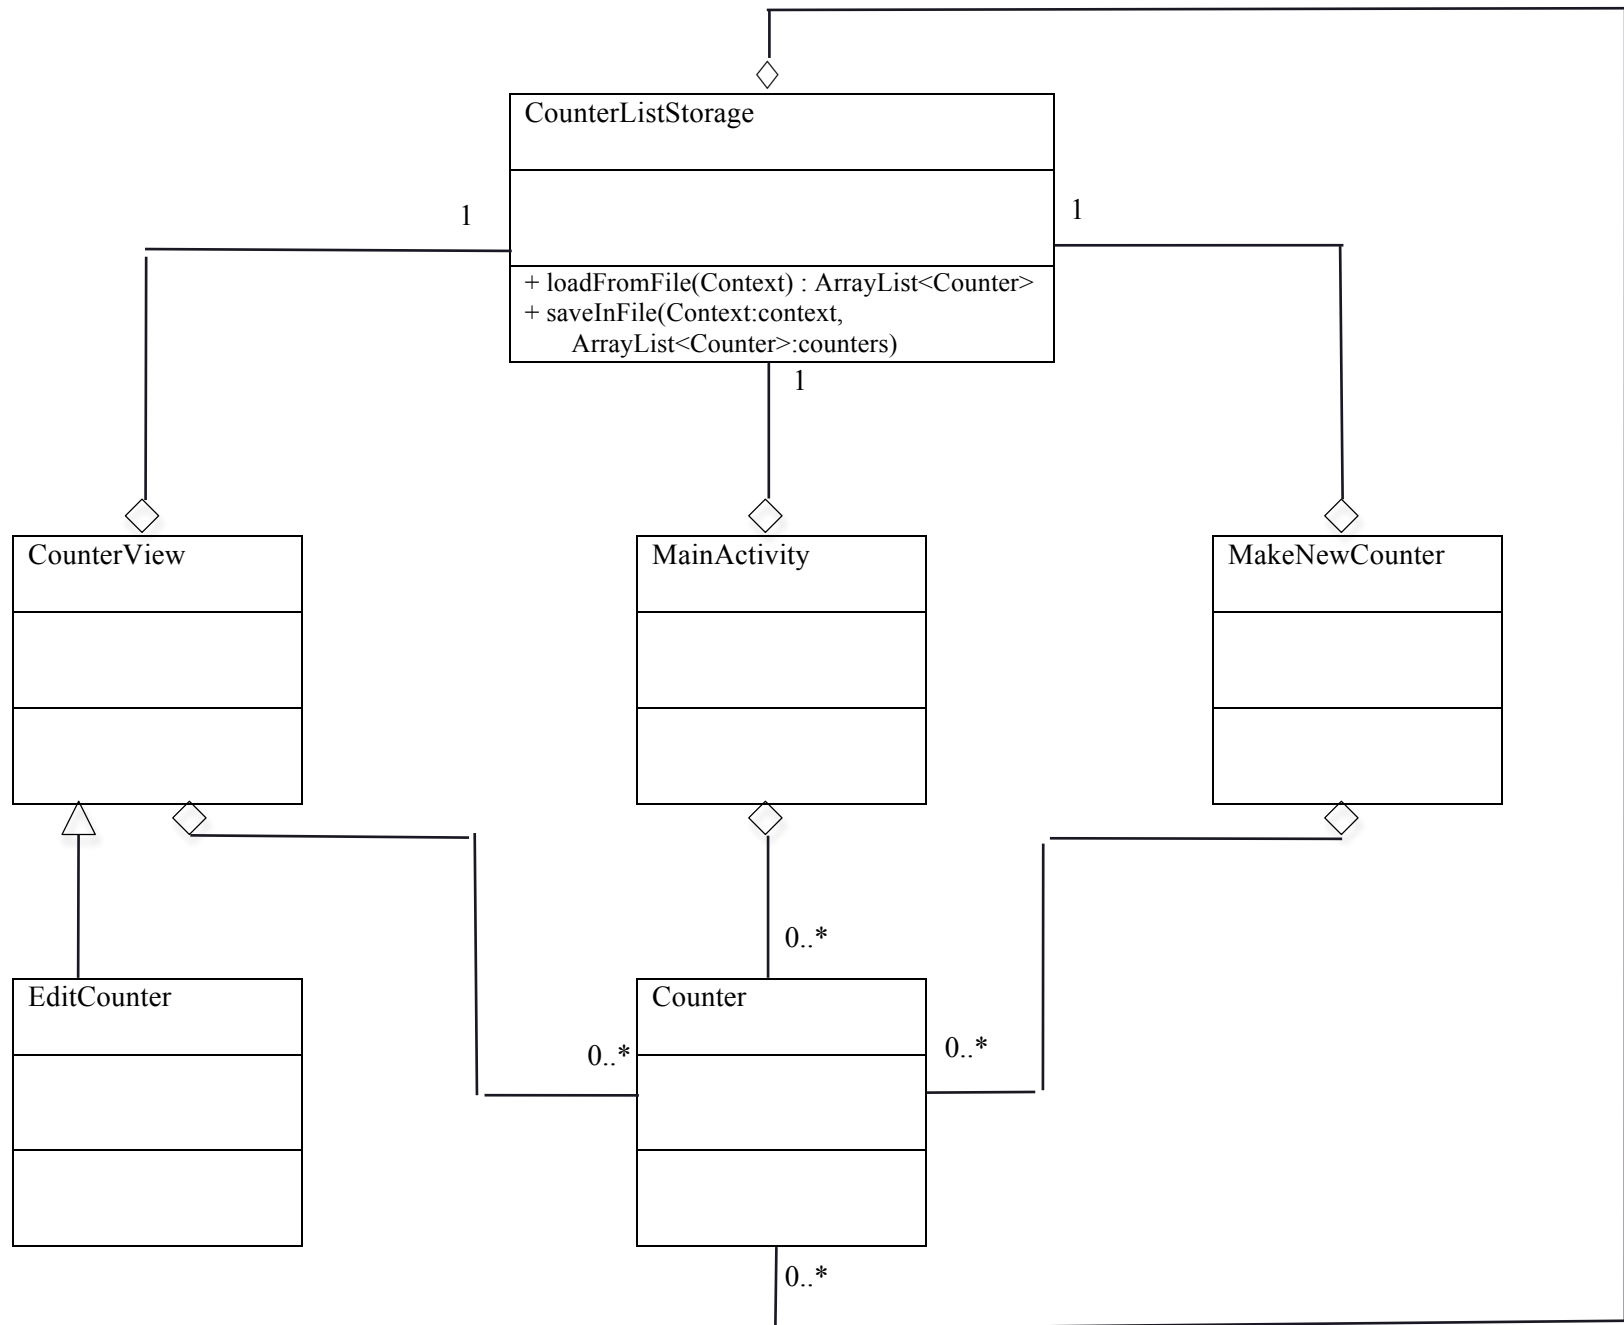 CounterListStorage
1
1
+ loadFromFile(Context) : ArrayList<Counter>
+ saveInFile(Context:context,
ArrayList<Counter>:counters)
1
CounterView
MainActivity
MakeNewCounter
0..*
EditCounter
Counter
0..*
0..*
0..*